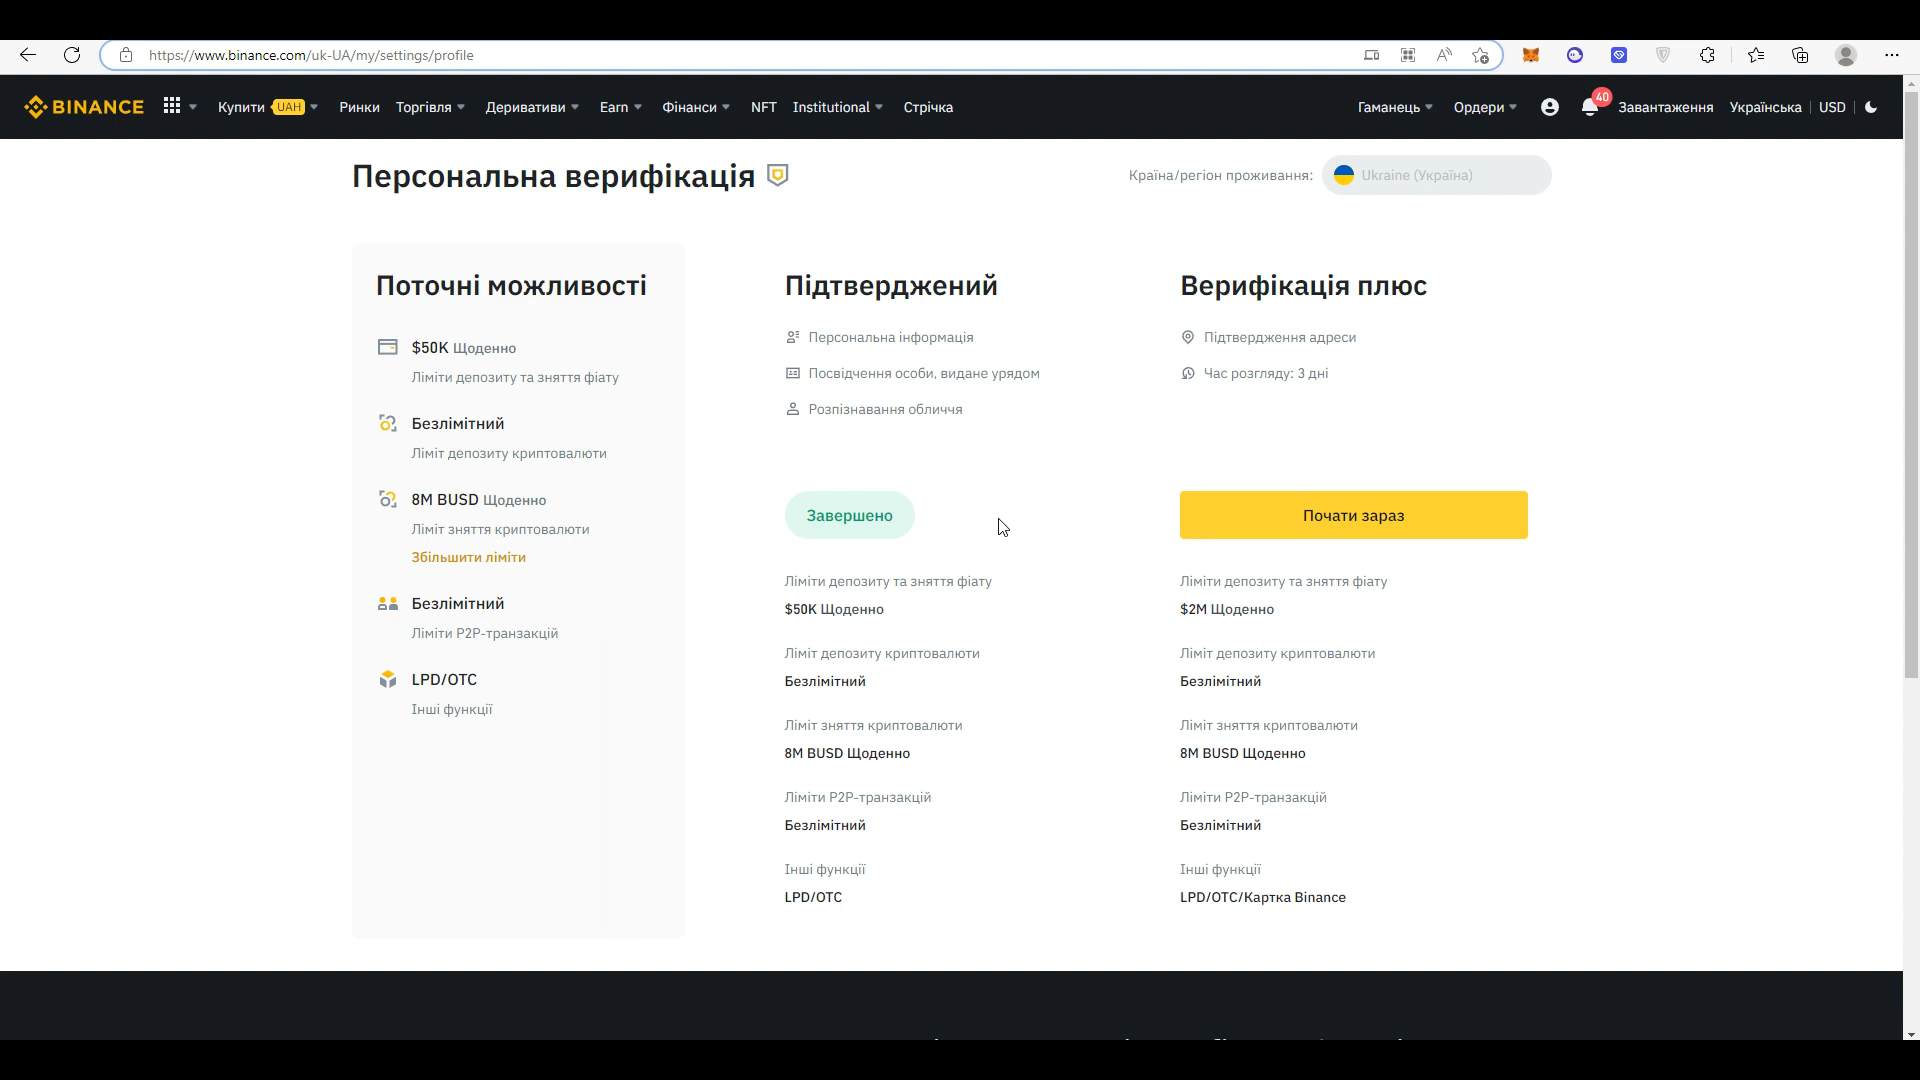 https://www.binance.com/uk-UA/my/settings/profile
BINANCE Купити UAH Ринки Торгівля Деривативи Earn Фінанси NFT Institutional Стрічка Гаманець Ордери 40 Завантаження Українська USD
Персональна верифікація
Країна/регіон проживання: Ukraine (Україна)
Поточні можливості
$50K Щоденно
Ліміти депозиту та зняття фіату
Безлімітний
Ліміт депозиту криптовалюти
8M BUSD Щоденно
Ліміт зняття криптовалюти
Збільшити ліміти
Безлімітний
Ліміти P2P-транзакцій
LPD/OTC
Інші функції
Підтверджений
Персональна інформація
Посвідчення особи, видане урядом
Розпізнавання обличчя
Завершено
Ліміти депозиту та зняття фіату
$50K Щоденно
Ліміт депозиту криптовалюти
Безлімітний
Ліміт зняття криптовалюти
8M BUSD Щоденно
Ліміти P2P-транзакцій
Безлімітний
Інші функції
LPD/OTC
Верифікація плюс
Підтвердження адреси
Час розгляду: 3 дні
Почати зараз
Ліміти депозиту та зняття фіату
$2M Щоденно
Ліміт депозиту криптовалюти
Безлімітний
Ліміт зняття криптовалюти
8M BUSD Щоденно
Ліміти P2P-транзакцій
Безлімітний
Інші функції
LPD/OTC/Картка Binance